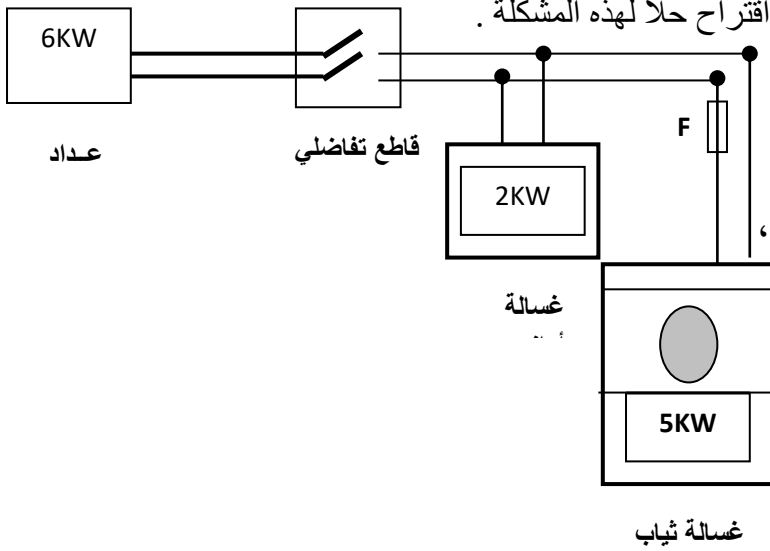 اقتراح حلا لهذه المشكلة .
6KW
F
عـداد
قاطع تفاضلي
2KW
،
غسالة
5KW
غسالة ثياب